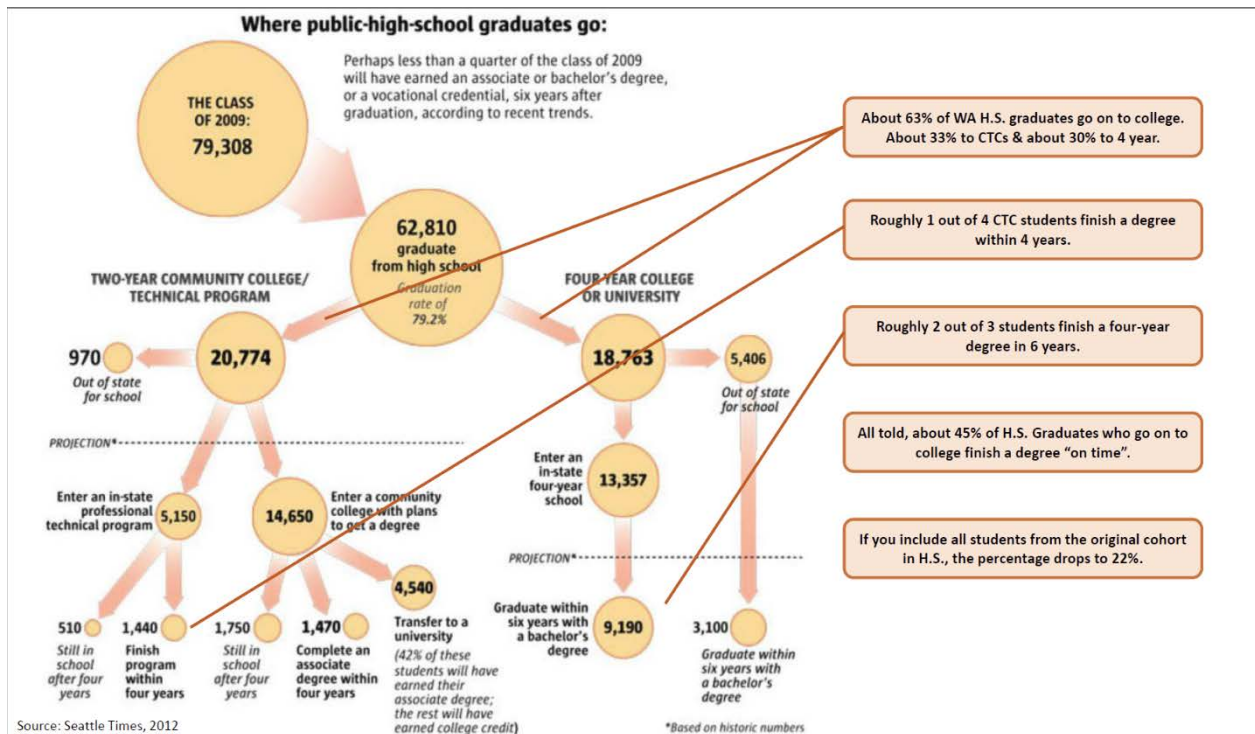 Where public-high-school graduates go:
Perhaps less than a quarter of the class of 2009
will have earned an associate or bachelor's degree,
or a vocational credential, six years after
graduation, according to recent trends.
THE CLASS
OF 2009:
79,308
62,810
graduate
from high school
Graduation
rate of
79.2%
TWO-YEAR COMMUNITY COLLEGE/
TECHNICAL PROGRAM
FOUR-YEAR COLLEGE
OR UNIVERSITY
970
Out of state
for school
20,774
18,763
5,406
Out of state
for school
PROJECTION*
Enter an in-state
professional
technical program
5,150
14,650
Enter a community
college with plans
to get a degree
Enter an
in-state
four-year
school
13,357
PROJECTION*
510
Still in
school
after four
years
1,440
Finish
program
within
four years
1,750
Still in
school
after four
years
1,470
Complete an
associate
degree within
four years
4,540
Transfer to a
university
(42% of these
students will have
earned their
associate degree;
the rest will have
earned college credit)
Graduate within
six years with
a bachelor's
degree
9,190
3,100
Graduate within
six years with
a bachelor's
degree
*Based on historic numbers
Source: Seattle Times, 2012
About 63% of WA H.S. graduates go on to college.
About 33% to CTCs & about 30% to 4 year.
Roughly 1 out of 4 CTC students finish a degree
within 4 years.
Roughly 2 out of 3 students finish a four-year
degree in 6 years.
All told, about 45% of H.S. Graduates who go on to
college finish a degree “on time”.
If you include all students from the original cohort
in H.S., the percentage drops to 22%.